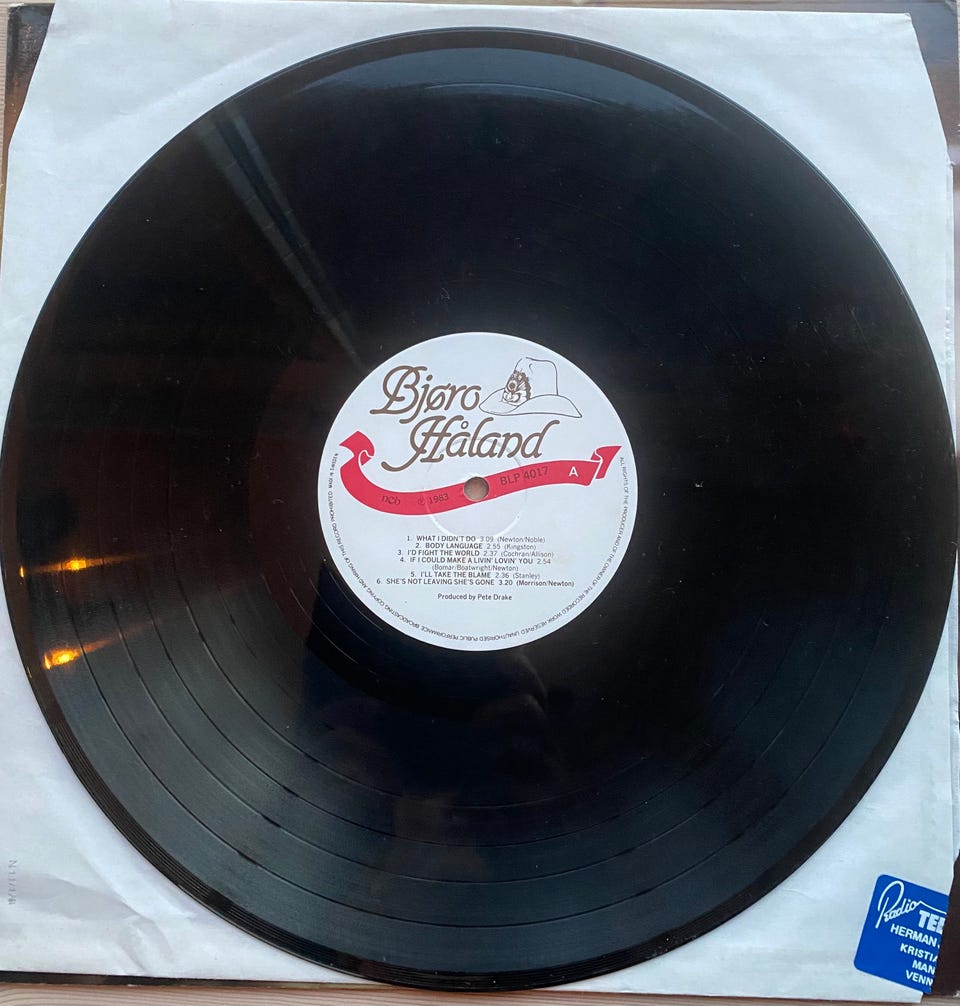 Bjøro
Håland
ncb ℗ 1983 BLP 4017 A
1. WHAT I DIDN'T DO 3.09 (Newton/Noble)
2. BODY LANGUAGE 2.55 (Kingston)
3. I'D FIGHT THE WORLD 2.37 (Cochran/Allison)
4. IF I COULD MAKE A LIVIN' LOVIN' YOU 2.54
(Bomar/Boatwright/Newton)
5. I'LL TAKE THE BLAME 2.36 (Stanley)
6. SHE'S NOT LEAVING SHE'S GONE 3.20 (Morrison/Newton)
Produced by Pete Drake
ALL RIGHTS OF THE PRODUCER AND OF THE OWNER OF THE RECORDED WORK RESERVED. UNAUTHORISED PUBLIC PERFORMANCE, BROADCASTING, COPYING AND HIRING OF THIS RECORD PROHIBITED. MADE IN SWEDEN
Radio
HERMAN